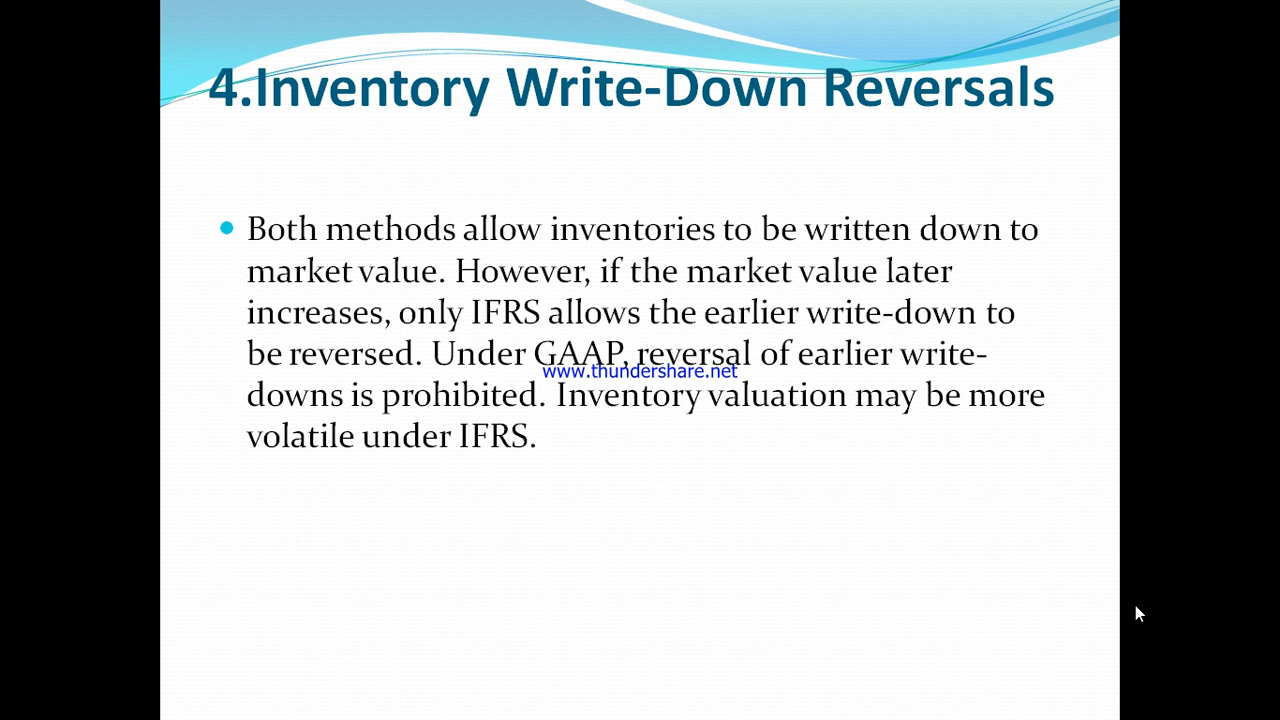 4.Inventory Write-Down Reversals
Both methods allow inventories to be written down to
market value. However, if the market value later
increases, only IFRS allows the earlier write-down to
be reversed. Under GAAP, reversal of earlier write-
www.thundershare.net
downs is prohibited. Inventory valuation may be more
volatile under IFRS.